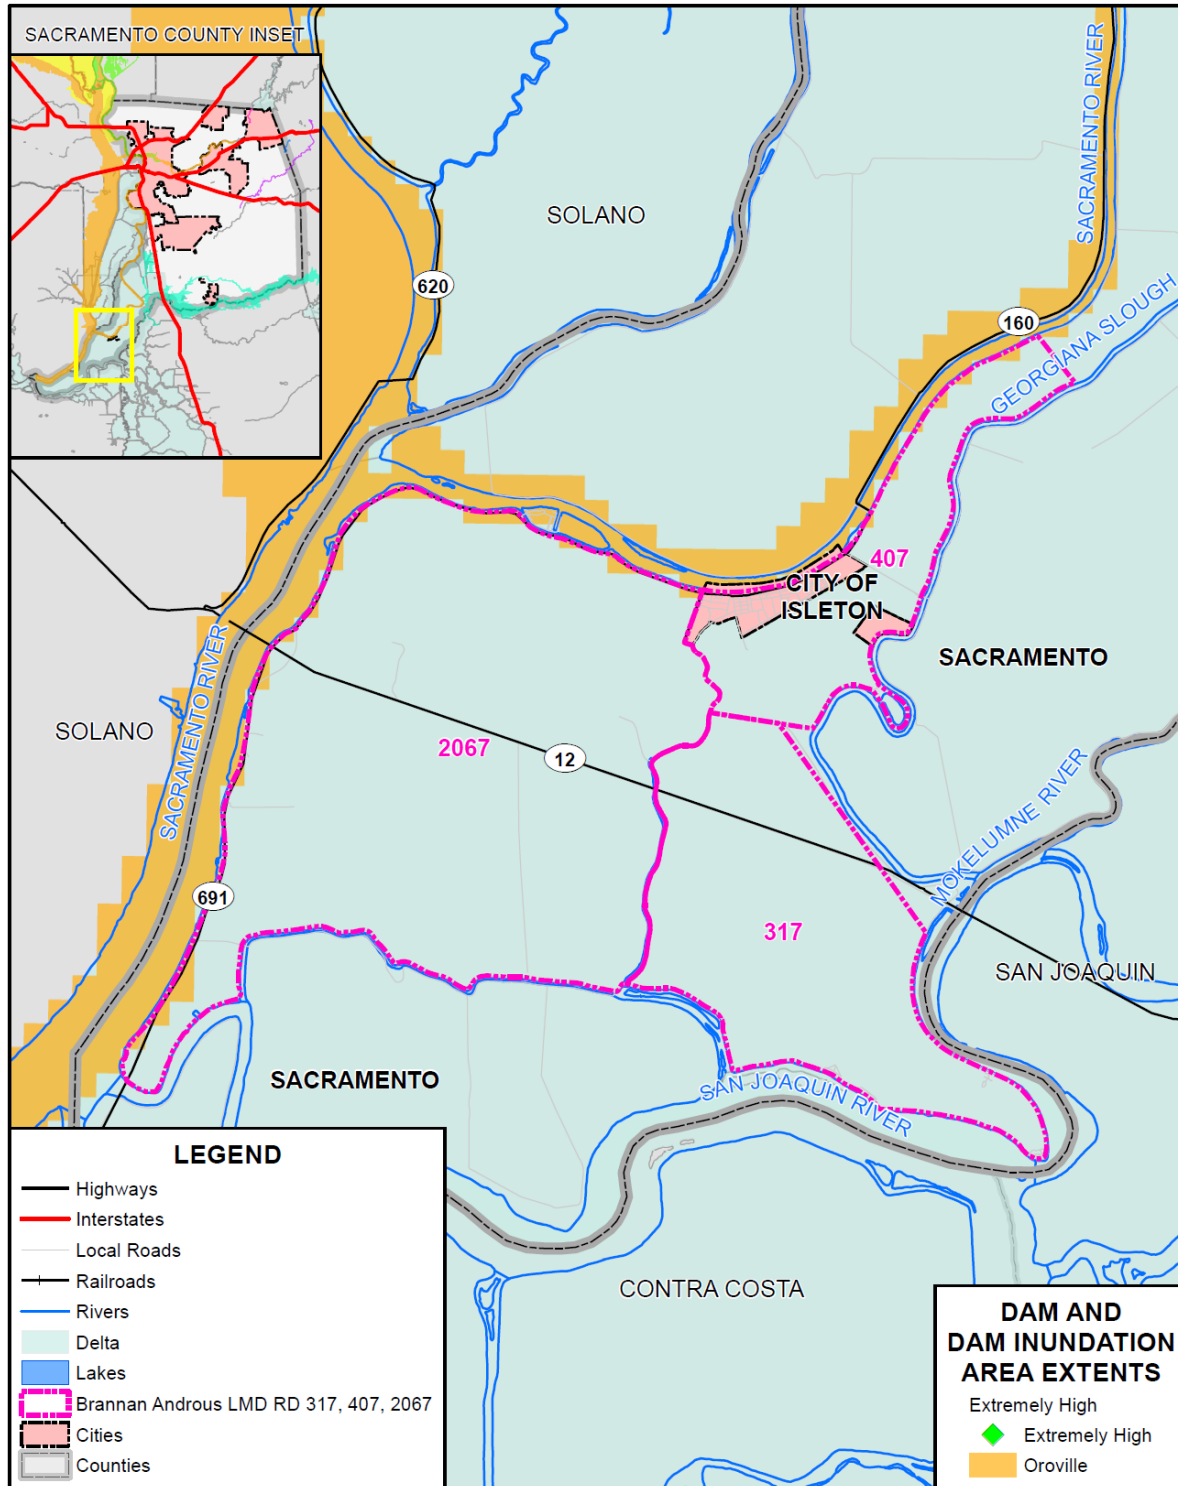 SACRAMENTO COUNTY INSET
SACRAMENTO RIVER
SOLANO
620
160
GEORGIANA SLOUGH
407
CITY OF
ISLETON
SACRAMENTO
SACRAMENTO RIVER
SOLANO
2067
12
MOKELUMNE RIVER
691
317
SAN JOAQUIN
SACRAMENTO
SAN JOAQUIN RIVER
CONTRA COSTA
LEGEND
Highways
Interstates
Local Roads
Railroads
Rivers
Delta
Lakes
Brannan Androus LMD RD 317, 407, 2067
Cities
Counties
DAM AND
DAM INUNDATION
AREA EXTENTS
Extremely High
Extremely High
Oroville